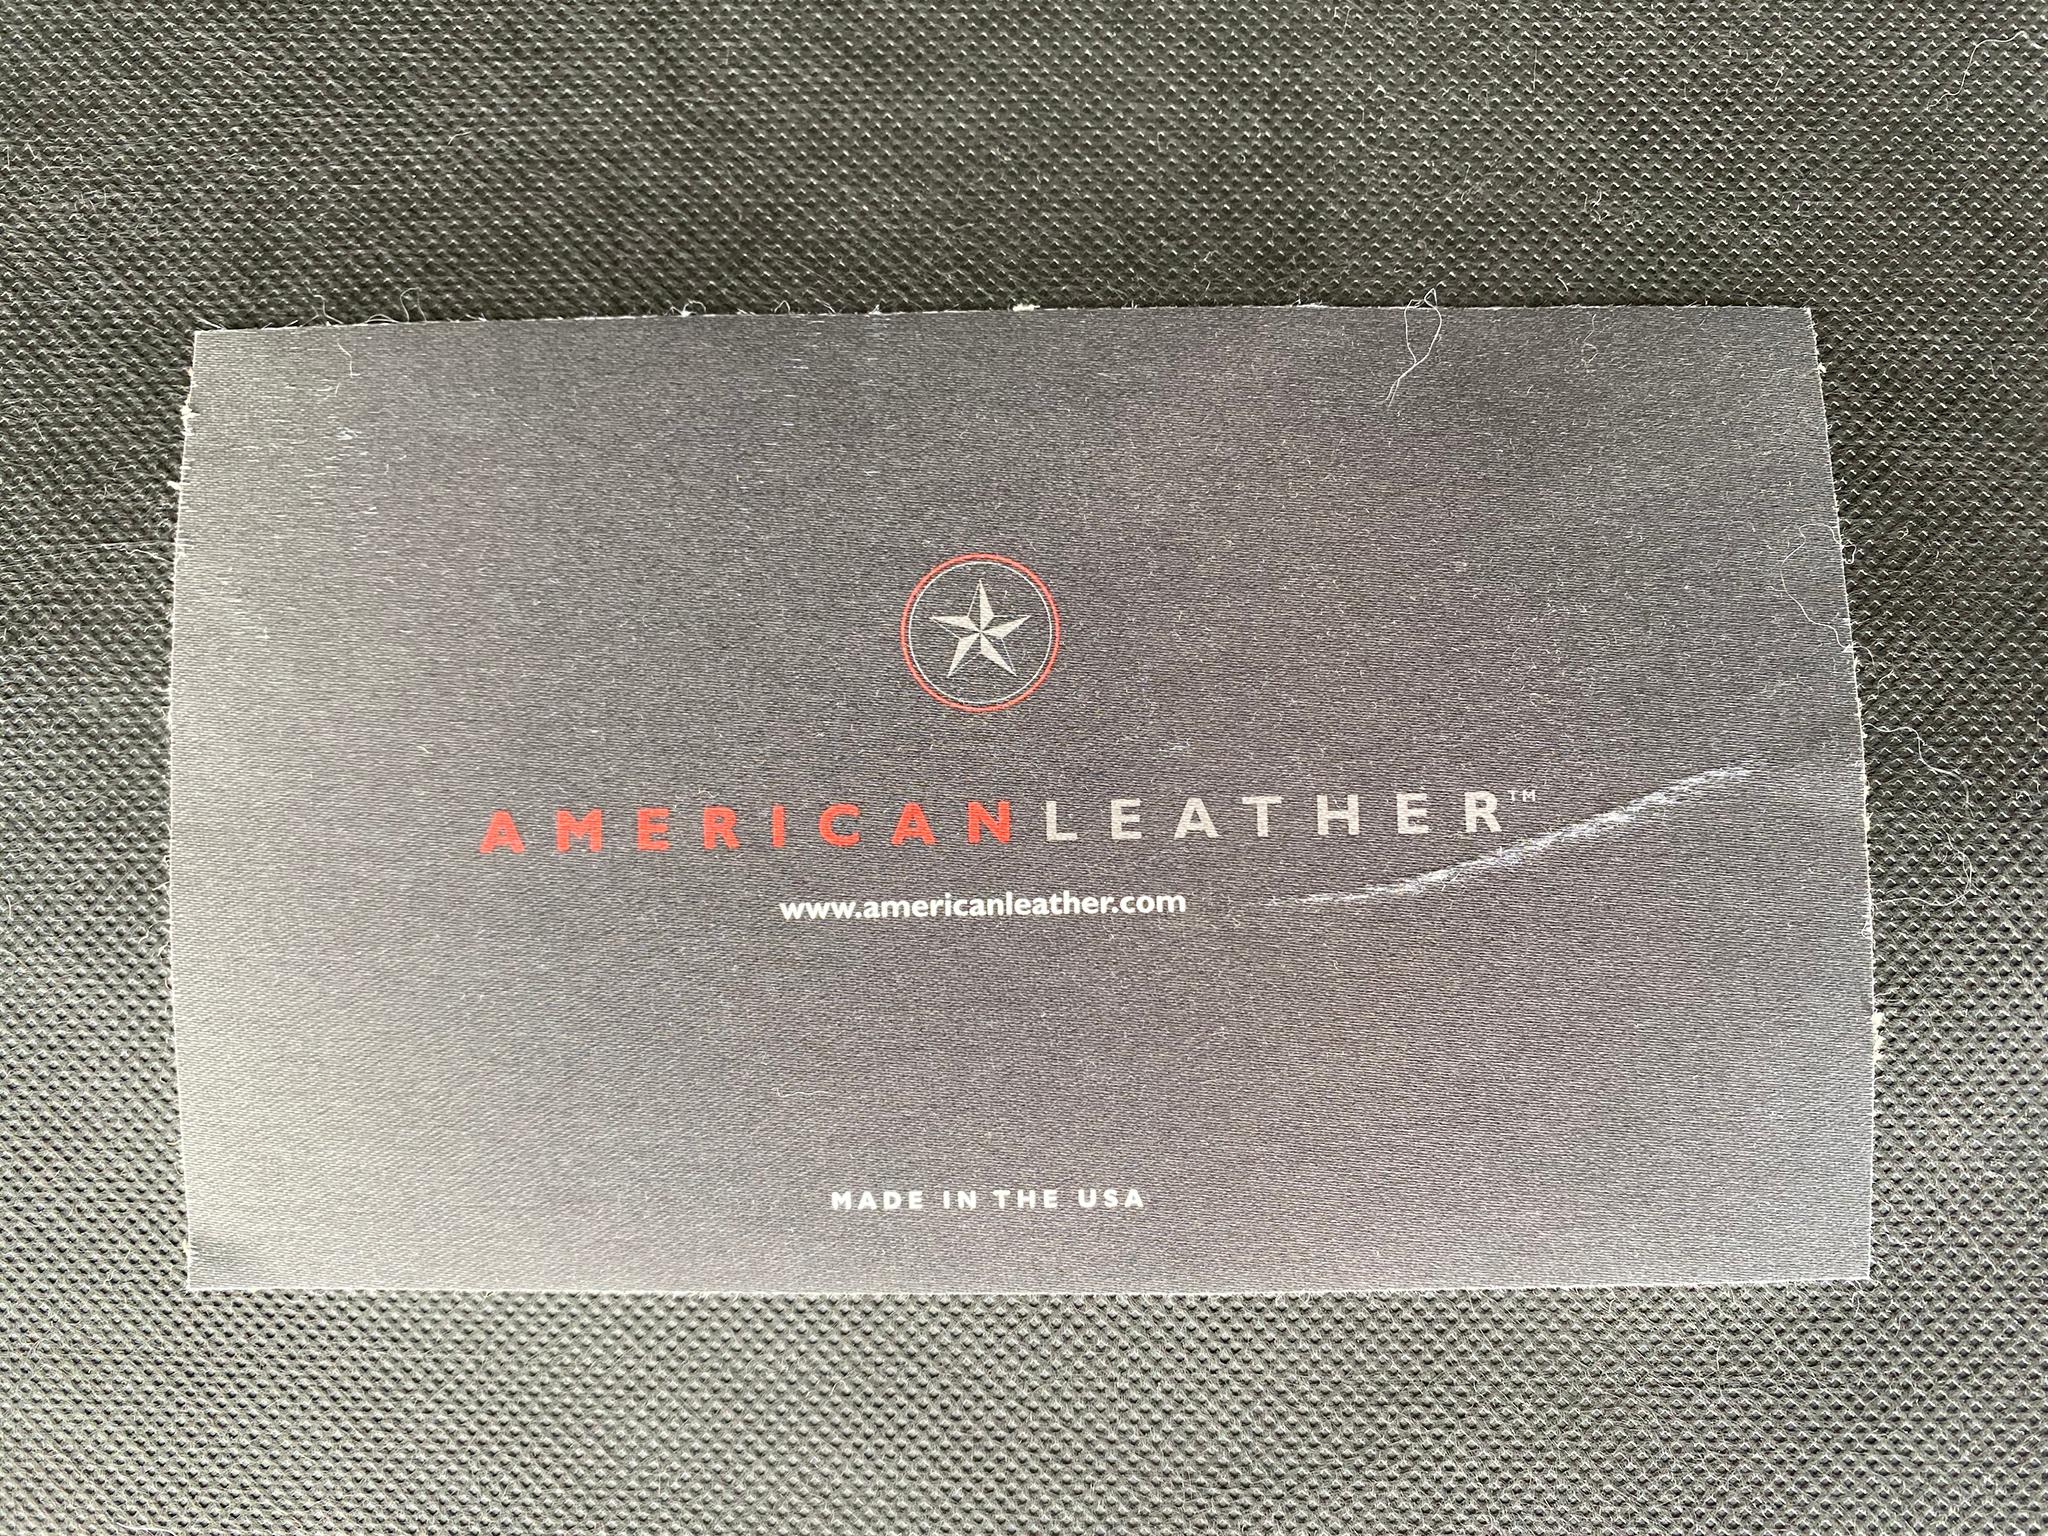 AMERICANLEATHER™
www.americanleather.com
MADE IN THE USA